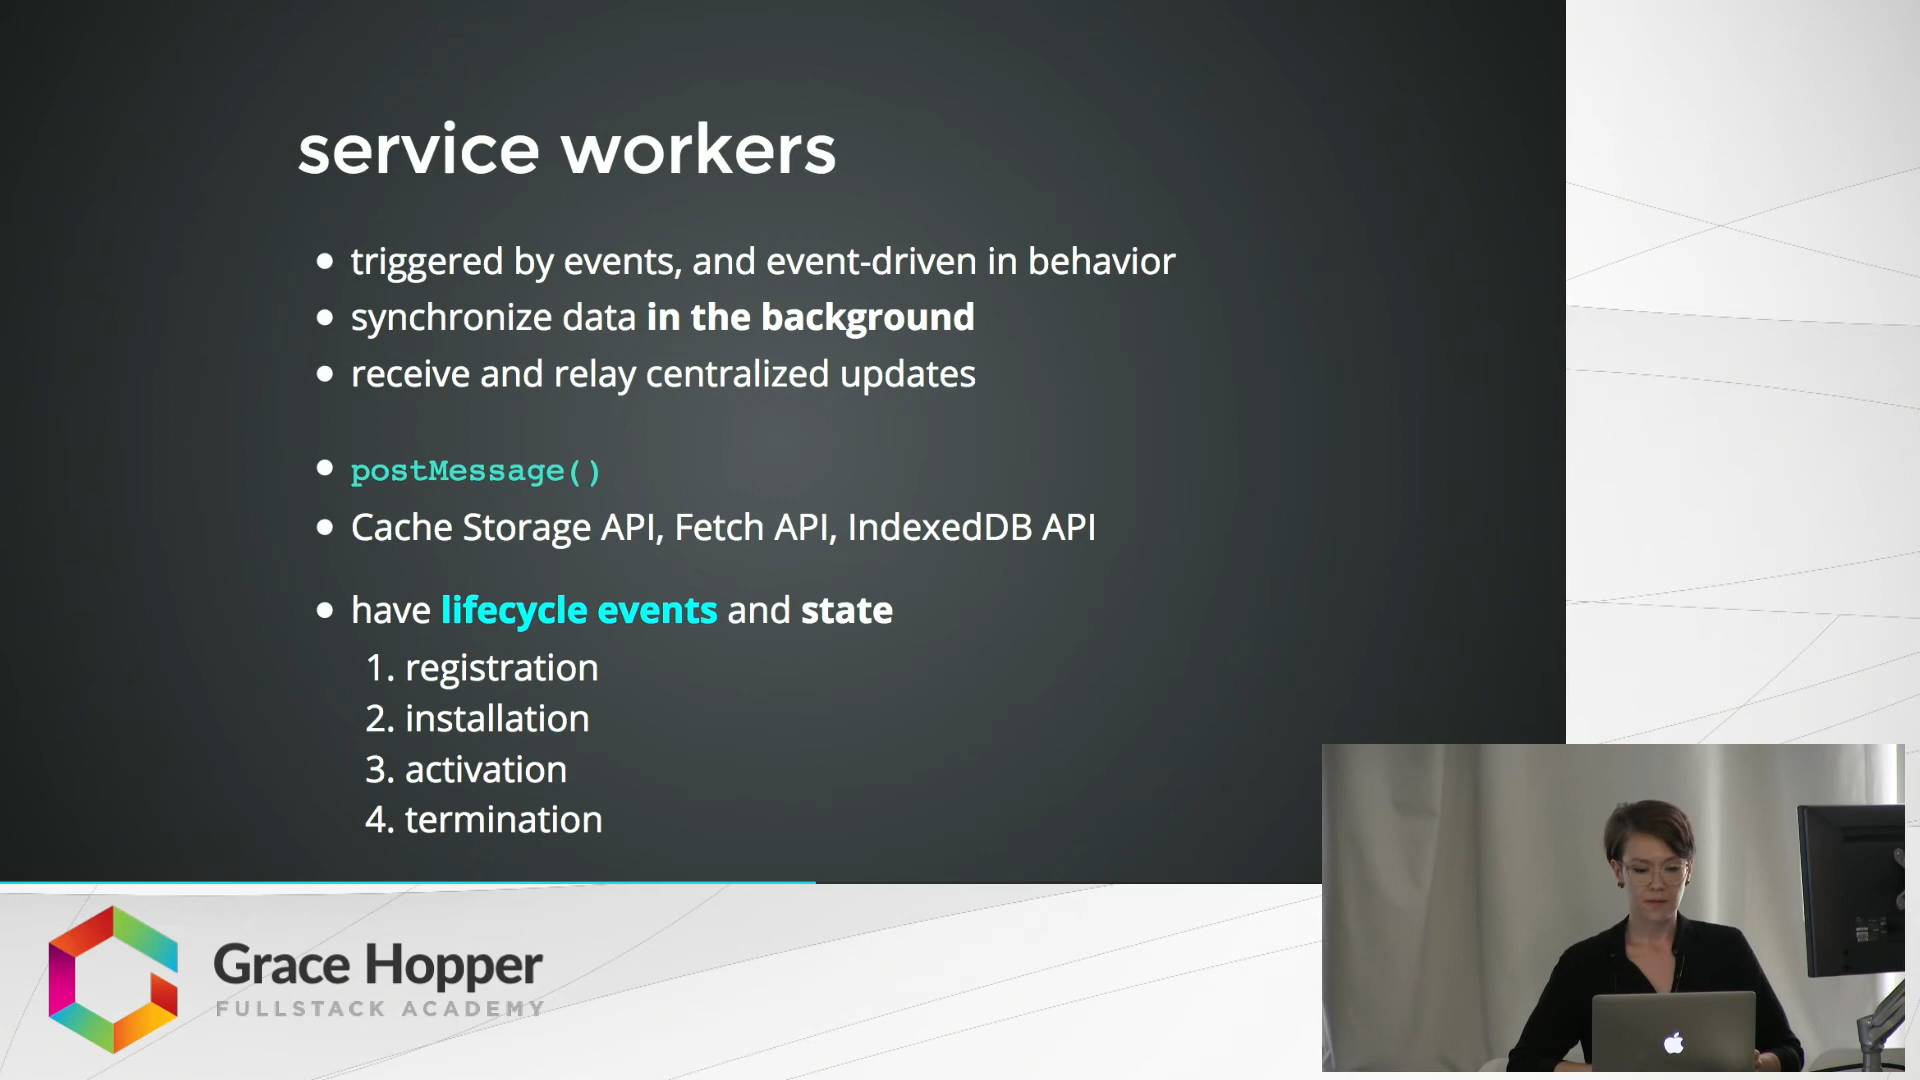 service workers
triggered by events, and event-driven in behavior
synchronize data in the background
receive and relay centralized updates
postMessage()
Cache Storage API, Fetch API, IndexedDB API
have lifecycle events and state
1. registration
2. installation
3. activation
4. termination
Grace Hopper
FULLSTACK ACADEMY